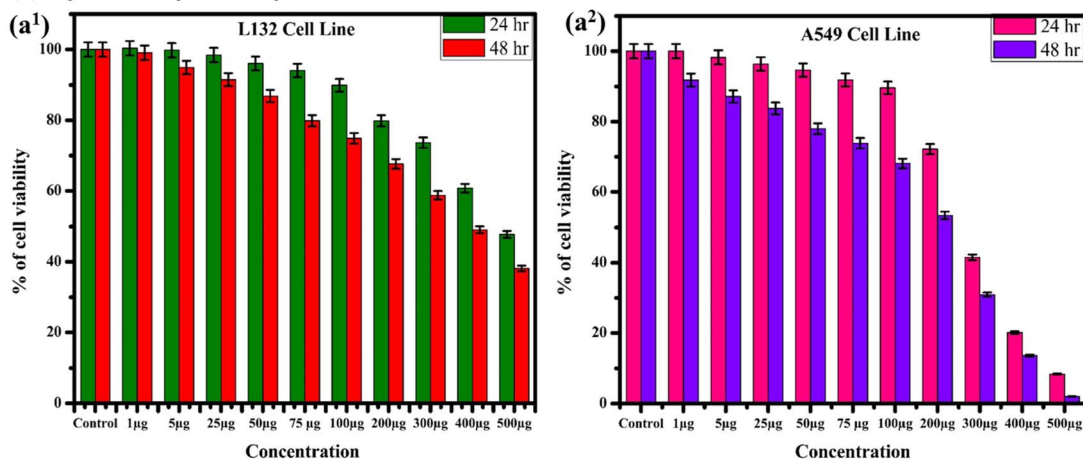 (a1)
L132 Cell Line
24 hr
48 hr
% of cell viability
100
80
60
40
20
0
Control 1µg 5µg 25µg 50µg 75 µg 100µg 200µg 300µg 400µg 500µg
Concentration
(a2)
A549 Cell Line
24 hr
48 hr
% of cell viability
100
80
60
40
20
0
Control 1µg 5µg 25µg 50µg 75 µg 100µg 200µg 300µg 400µg 500µg
Concentration